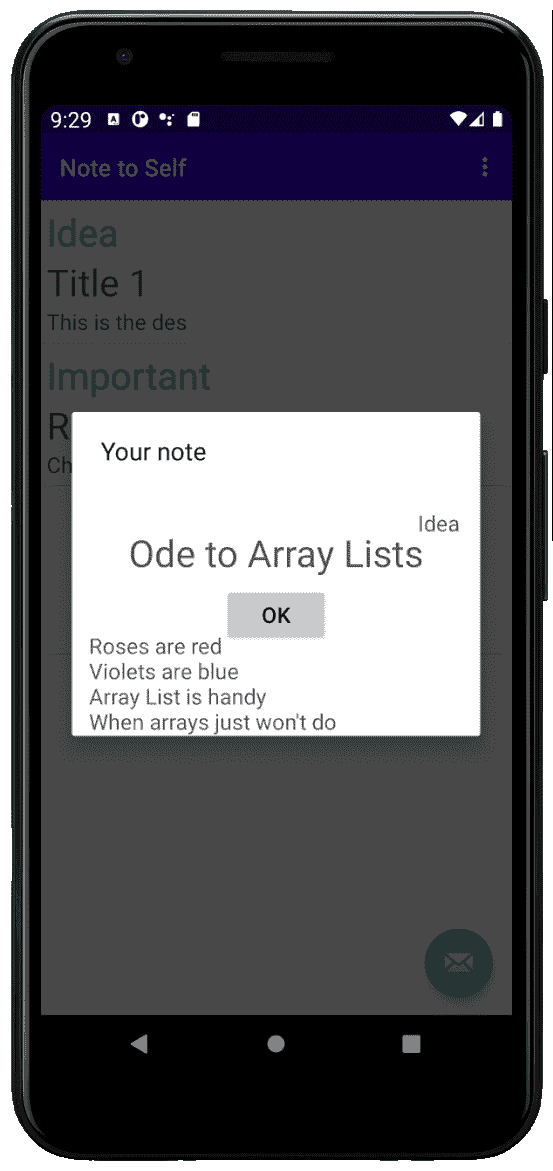 9:29
Note to Self
Idea
Title 1
This is the des
Important
R
Ch
Your note
Idea
Ode to Array Lists
OK
Roses are red
Violets are blue
Array List is handy
When arrays just won't do